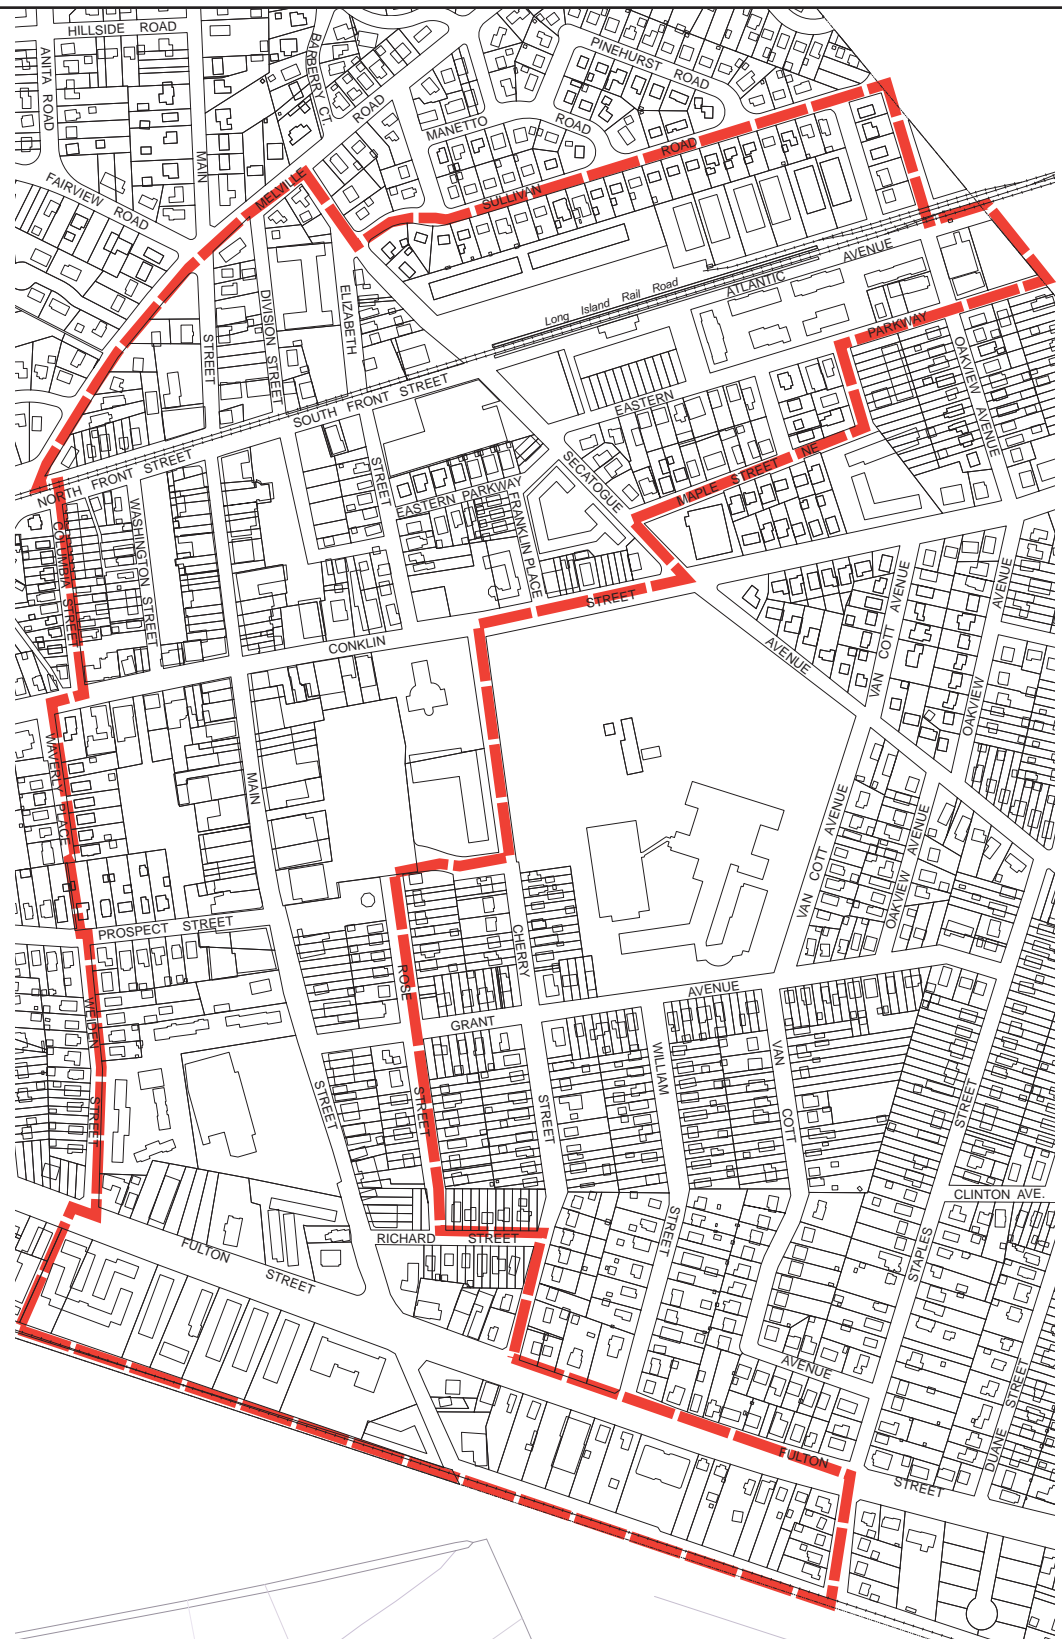 HILLSIDE ROAD
ANITA ROAD
BARBERRY CT.
PINEHURST ROAD
ROAD
MANETTO
ROAD
ROAD
MAIN
MELVILLE
FAIRVIEW ROAD
SULLIVAN
AVENUE
ATLANTIC
Long Island Rail Road
ELIZABETH
DIVISION STREET
STREET
PARKWAY
OAKVIEW AVENUE
SOUTH FRONT STREET
EASTERN
NORTH FRONT STREET
STREET
SECATOGUE
MAPLE STREET NE
EASTERN PARKWAY
FRANKLIN PLACE
WASHINGTON STREET
COLUMBIA STREET
STREET
CONKLIN
AVENUE
VAN COTT AVENUE
AVENUE
OAKVIEW
WAVERLY PLACE
MAIN
VAN COTT AVENUE
OAKVIEW AVENUE
PROSPECT STREET
CHERRY
ROSE
AVENUE
GRANT
WELDEN
WILLIAM
VAN
STREET
STREET
STREET
STREET
COTT
STREET
CLINTON AVE.
STREET
RICHARD STREET
FULTON
STREET
STAPLES
AVENUE
DUANE STREET
FULTON
STREET